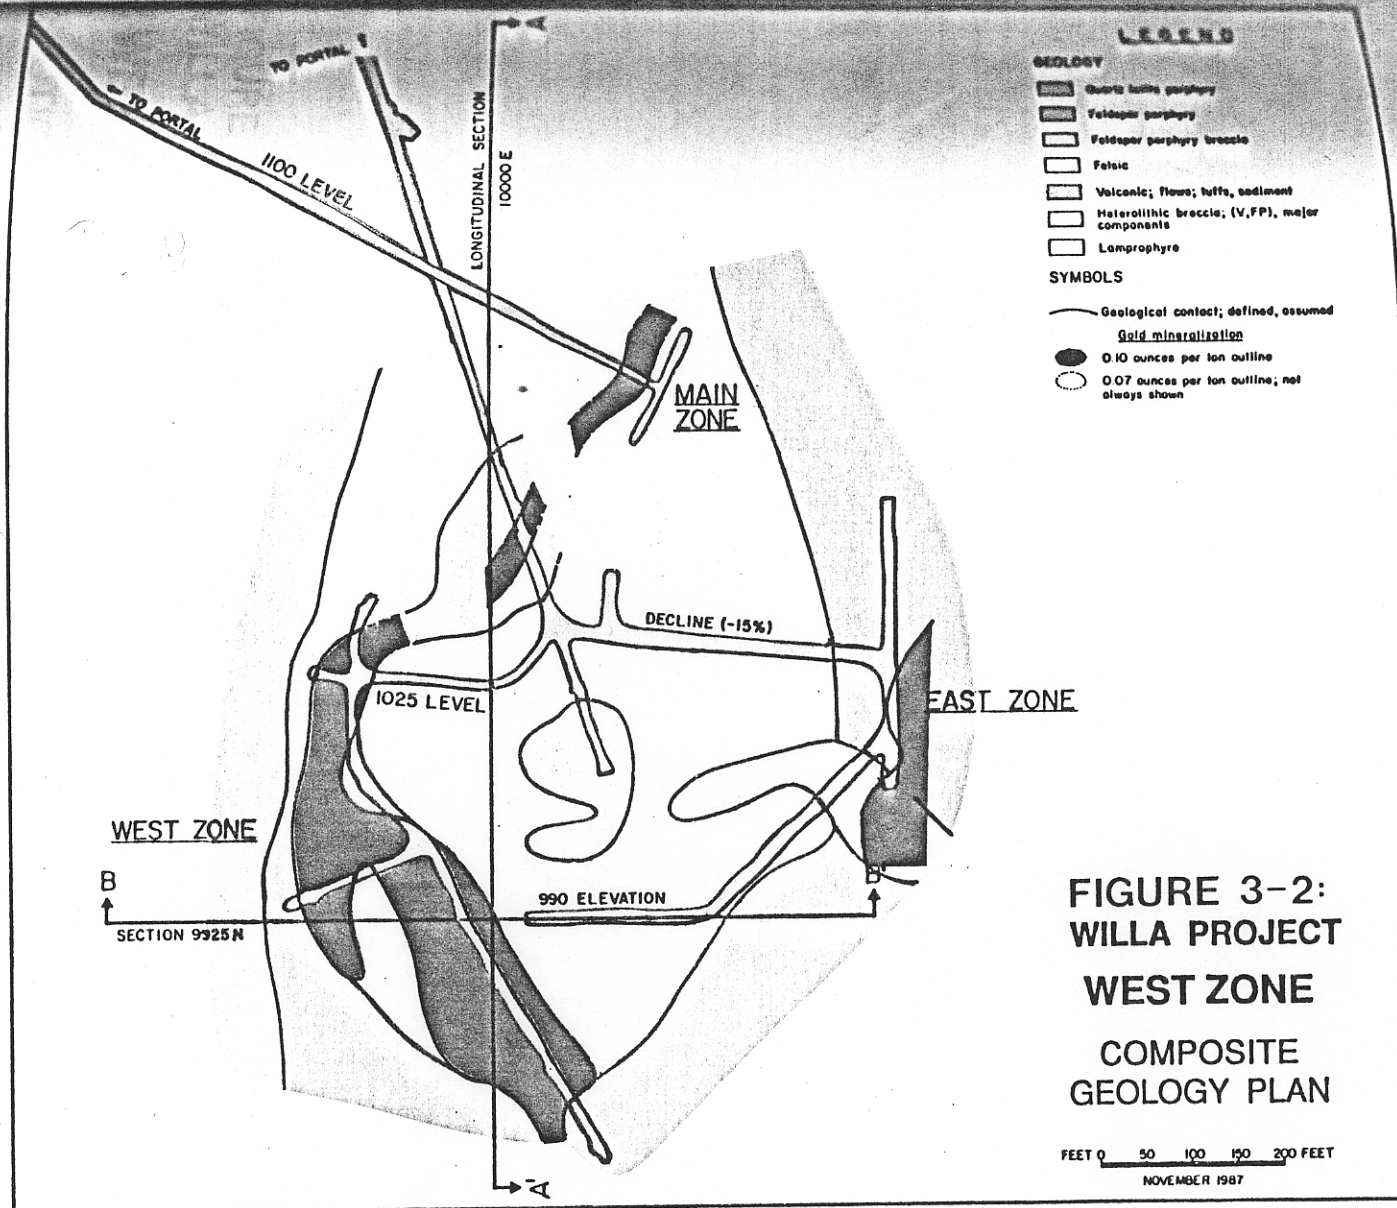 A
TO PORTAL
TO PORTAL
1100 LEVEL
LONGITUDINAL SECTION
10000 E
LEGEND
GEOLOGY
Quartz latite porphyry
Feldspar porphyry
Feldspar porphyry breccia
Felsic
Volcanic; flows; tuffs, sediment
Heterolithic breccia; (V,FP), major
components
Lamprophyre
SYMBOLS
Geological contact; defined, assumed
Gold mineralization
0.10 ounces per ton outline
0.07 ounces per ton outline; not
always shown
MAIN
ZONE
DECLINE (-15%)
1025 LEVEL
EAST ZONE
WEST ZONE
B
B'
990 ELEVATION
SECTION 9925 N
A'
FIGURE 3-2:
WILLA PROJECT
WEST ZONE
COMPOSITE
GEOLOGY PLAN
FEET 0 50 100 150 200 FEET
NOVEMBER 1987